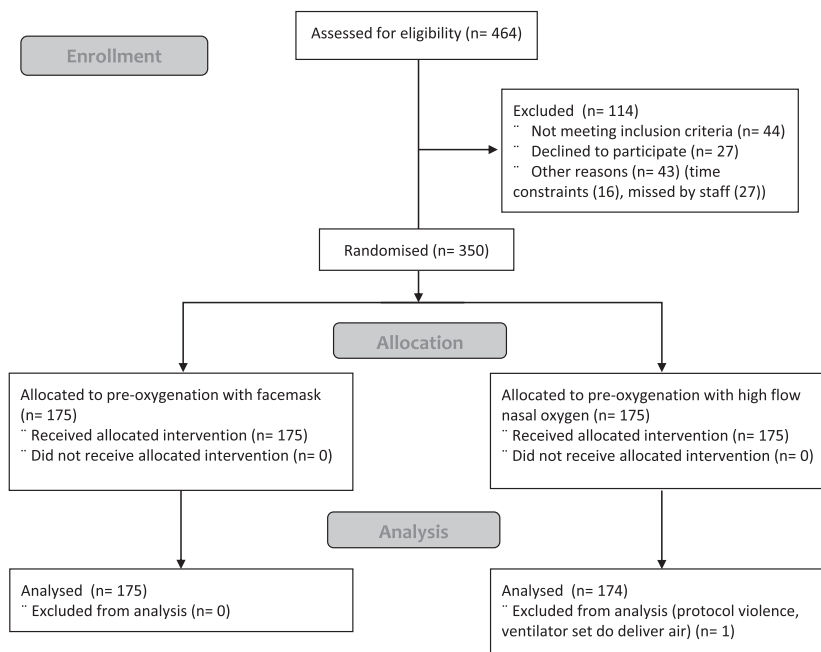 Assessed for eligibility (n= 464)
Enrollment
Excluded (n= 114)
¨ Not meeting inclusion criteria (n= 44)
¨ Declined to participate (n= 27)
¨ Other reasons (n= 43) (time
constraints (16), missed by staff (27))
Randomised (n= 350)
Allocation
Allocated to pre-oxygenation with facemask
(n= 175)
¨ Received allocated intervention (n= 175)
¨ Did not receive allocated intervention (n= 0)
Allocated to pre-oxygenation with high flow
nasal oxygen (n= 175)
¨ Received allocated intervention (n= 175)
¨ Did not receive allocated intervention (n= 0)
Analysis
Analysed (n= 175)
¨ Excluded from analysis (n= 0)
Analysed (n= 174)
¨ Excluded from analysis (protocol violence,
ventilator set do deliver air) (n= 1)